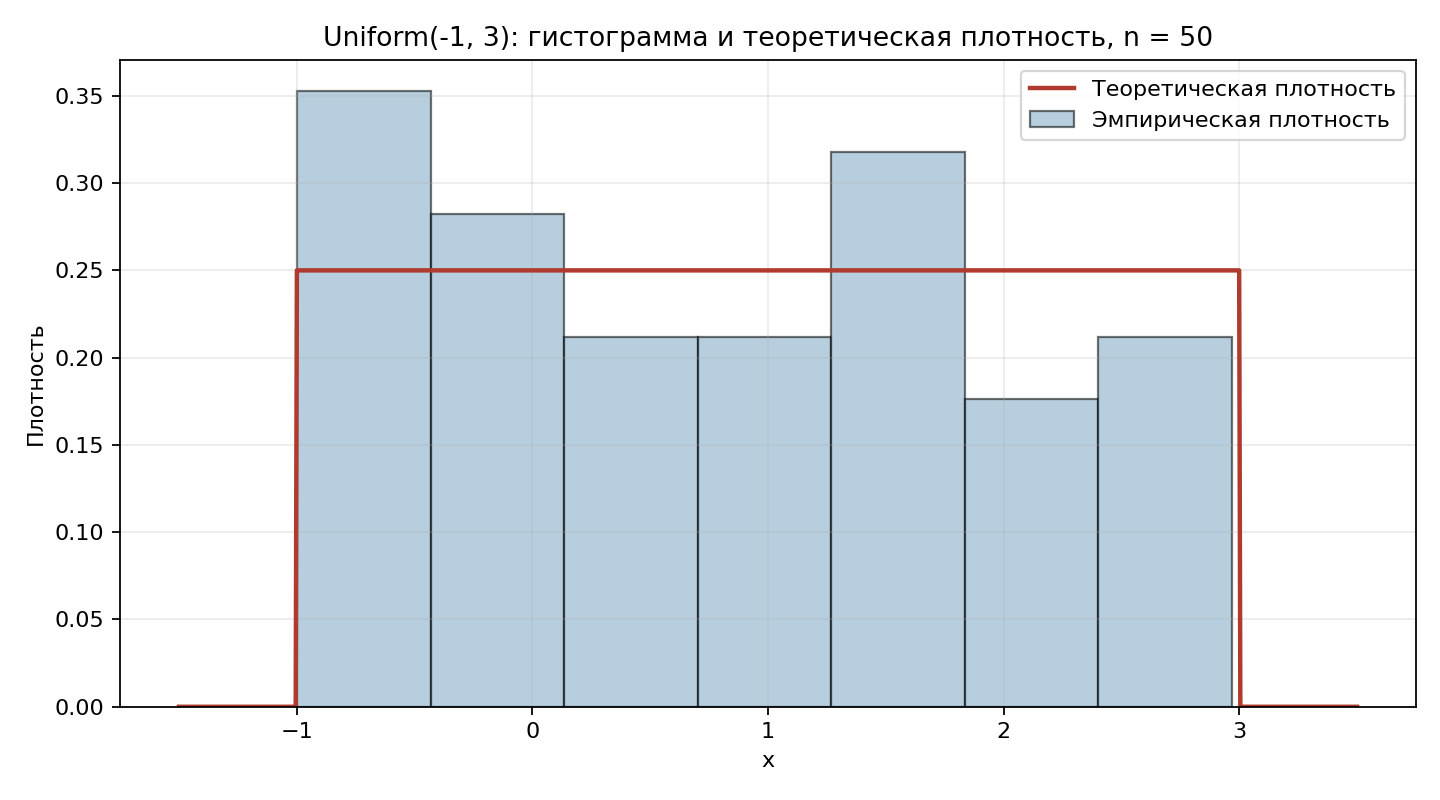 Uniform(-1, 3): гистограмма и теоретическая плотность, n = 50
Теоретическая плотность
Эмпирическая плотность
Плотность
0.35
0.30
0.25
0.20
0.15
0.10
0.05
0.00
−1 0 1 2 3
x